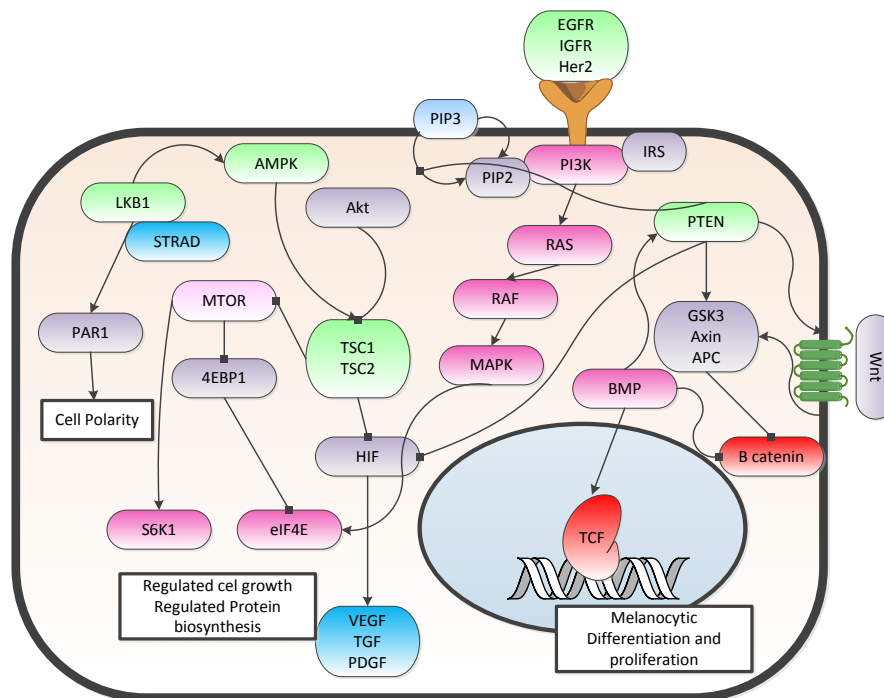 EGFR
IGFR
Her2
PIP3
IRS
AMPK
PI3K
PIP2
LKB1
Akt
PTEN
STRAD
RAS
MTOR
RAF
GSK3
Axin
APC
PAR1
TSC1
TSC2
MAPK
Wnt
4EBP1
BMP
Cell Polarity
HIF
B catenin
S6K1
eIF4E
TCF
Regulated cel growth
Regulated Protein
biosynthesis
VEGF
TGF
PDGF
Melanocytic
Differentiation and
proliferation